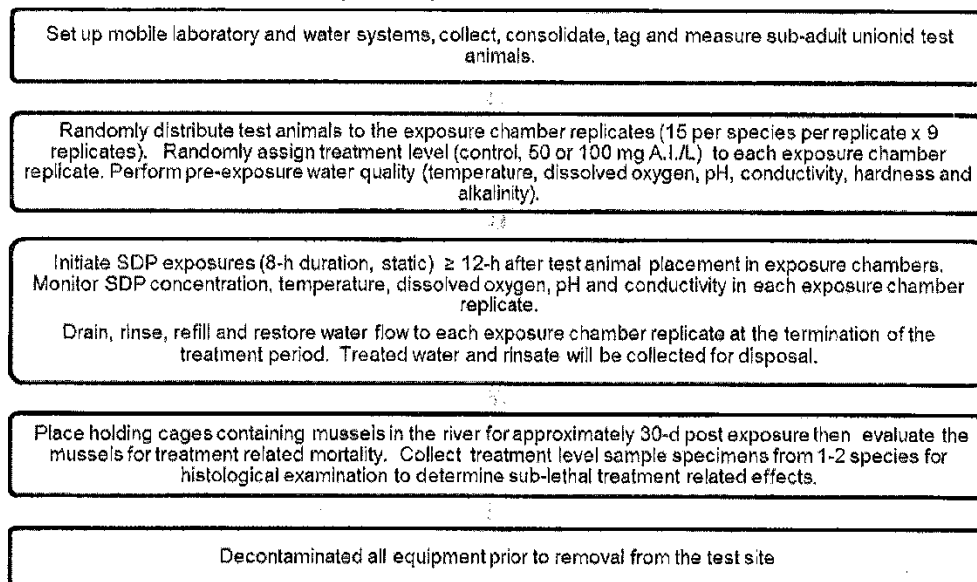 Set up mobile laboratory and water systems, collect, consolidate, tag and measure sub-adult unionid test
animals.
Randomly distribute test animals to the exposure chamber replicates (15 per species per replicate x 9
replicates). Randomly assign treatment level (control, 50 or 100 mg A.I./L) to each exposure chamber
replicate. Perform pre-exposure water quality (temperature, dissolved oxygen, pH, conductivity, hardness and
alkalinity).
Initiate SDP exposures (8-h duration, static) ≥ 12-h after test animal placement in exposure chambers.
Monitor SDP concentration, temperature, dissolved oxygen, pH and conductivity in each exposure chamber
replicate.
Drain, rinse, refill and restore water flow to each exposure chamber replicate at the termination of the
treatment period. Treated water and rinsate will be collected for disposal.
Place holding cages containing mussels in the river for approximately 30-d post exposure then evaluate the
mussels for treatment related mortality. Collect treatment level sample specimens from 1-2 species for
histological examination to determine sub-lethal treatment related effects.
Decontaminated all equipment prior to removal from the test site